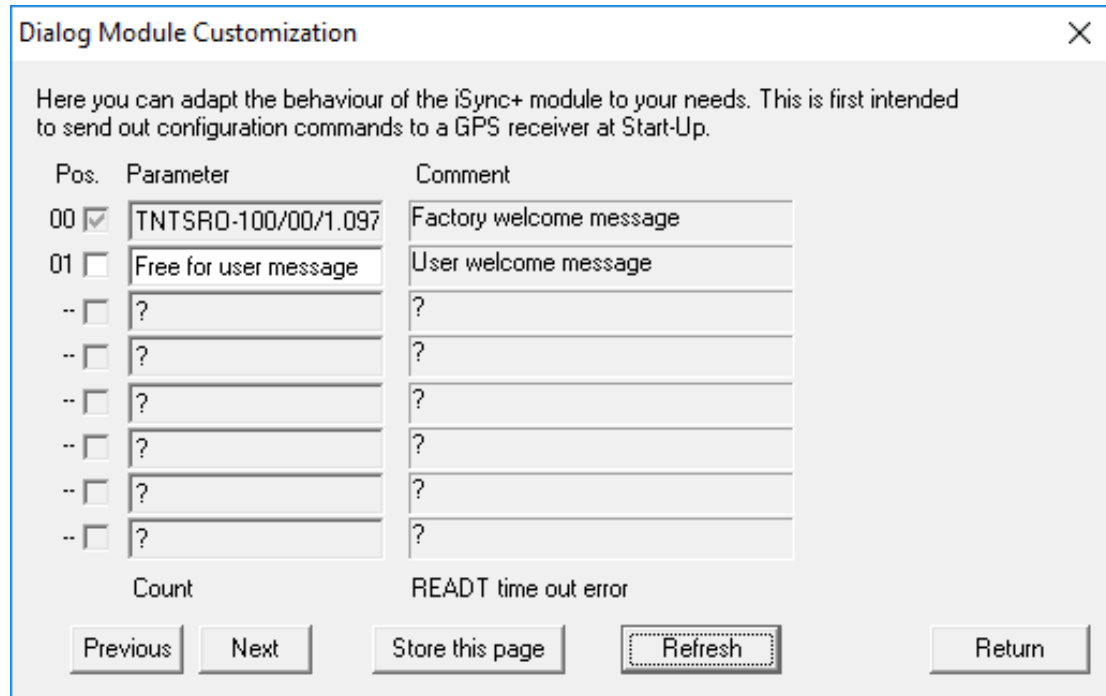 Dialog Module Customization
Here you can adapt the behaviour of the iSync+ module to your needs. This is first intended
to send out configuration commands to a GPS receiver at Start-Up.
Pos. Parameter Comment
00 TNTSRO-100/00/1.097 Factory welcome message
01 Free for user message User welcome message
-- ? ?
-- ? ?
-- ? ?
-- ? ?
-- ? ?
-- ? ?
Count READT time out error
Previous Next Store this page Refresh Return